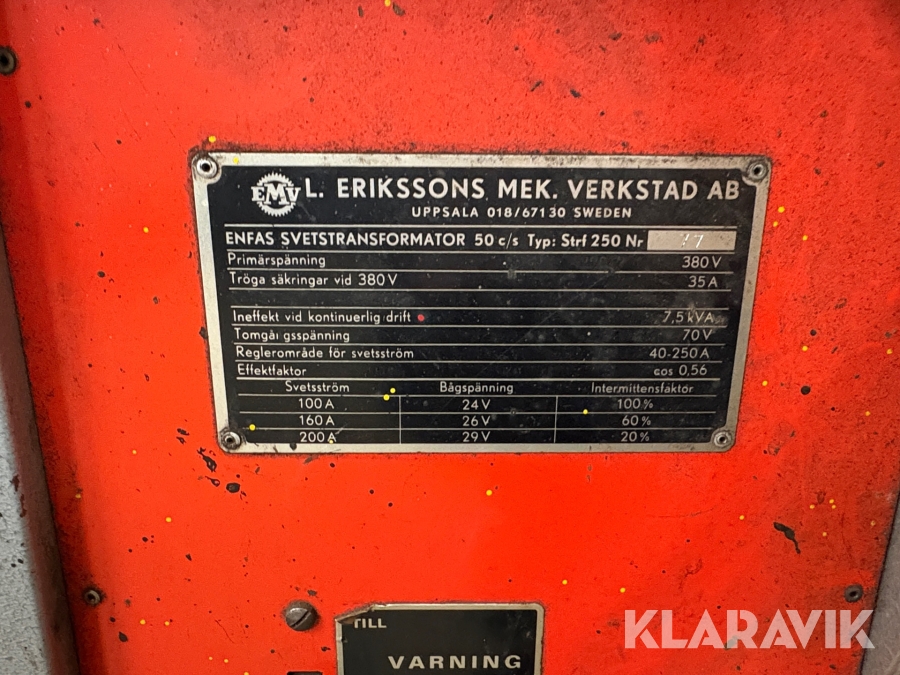 EMV L. ERIKSSONS MEK. VERKSTAD AB
UPPSALA 018/67130 SWEDEN
ENFAS SVETSTRANSFORMATOR 50 c/s Typ: Strf 250 Nr 77
Primärspänning 380 V
Tröga säkringar vid 380 V 35 A
Ineffekt vid kontinuerlig drift 7,5 kVA
Tomgångsspänning 70 V
Reglerområde för svetsström 40-250 A
Effektfaktor cos 0,56
Svetsström Bågspänning Intermittensfaktor
100 A 24 V 100 %
160 A 26 V 60 %
200 A 29 V 20 %
TILL
VARNING
KLARAVIK